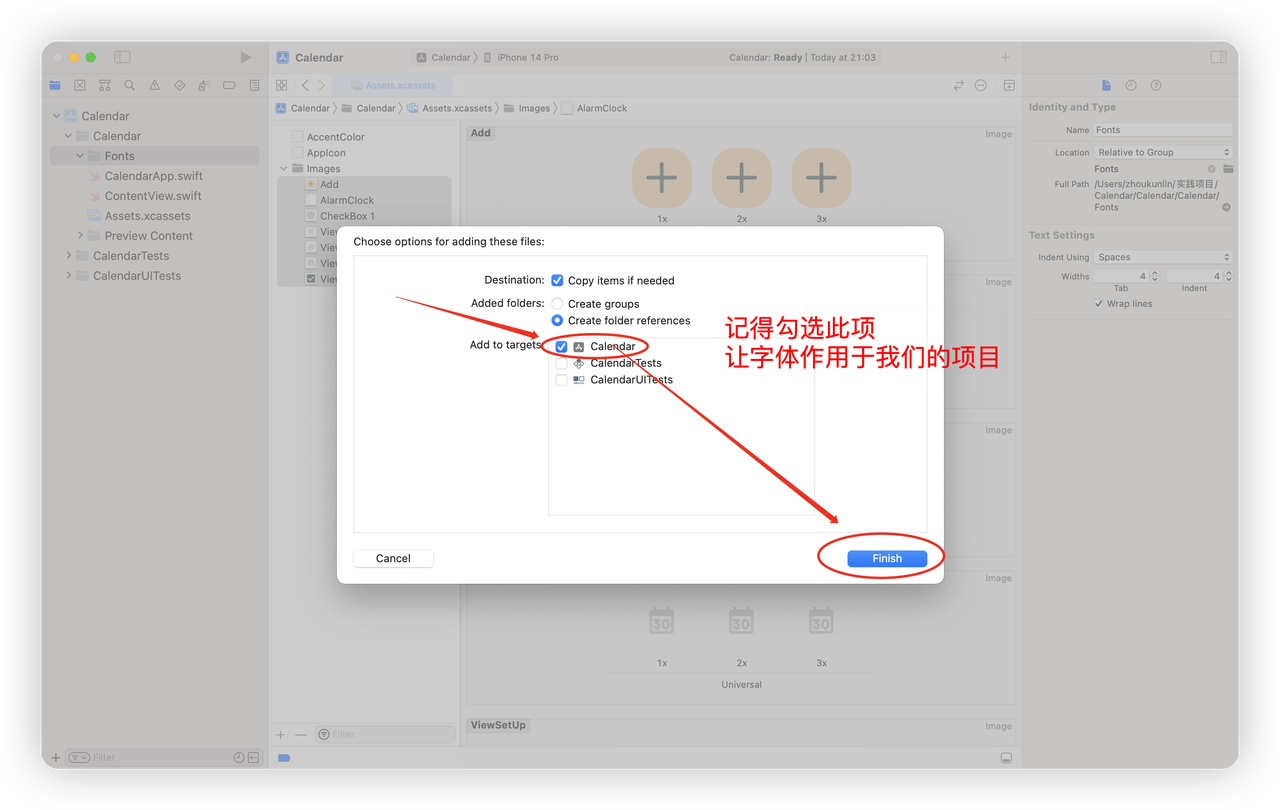 Calendar
Calendar 〉 iPhone 14 Pro
Calendar: Ready | Today at 21:03
Assets.xcassets
Calendar 〉 Calendar 〉 Assets.xcassets 〉 Images 〉 AlarmClock
Calendar
Calendar
Fonts
CalendarApp.swift
ContentView.swift
Assets.xcassets
Preview Content
CalendarTests
CalendarUITests
Filter
AccentColor
AppIcon
Images
Add
AlarmClock
CheckBox 1
View
View
View
View
Filter
Add
Image
1x 2x 3x
Image
Image
Image
Image
30 30 30
1x 2x 3x
Universal
ViewSetUp
Image
Choose options for adding these files:
Destination: Copy items if needed
Added folders: Create groups
Create folder references
Add to targets: Calendar
CalendarTests
CalendarUITests
Cancel
Finish
记得勾选此项
让字体作用于我们的项目
Identity and Type
Name Fonts
Location Relative to Group
Fonts
Full Path /Users/zhoukunlin/实践项目/
Calendar/Calendar/Calendar/
Fonts
Text Settings
Indent Using Spaces
Widths 4 4
Tab Indent
Wrap lines